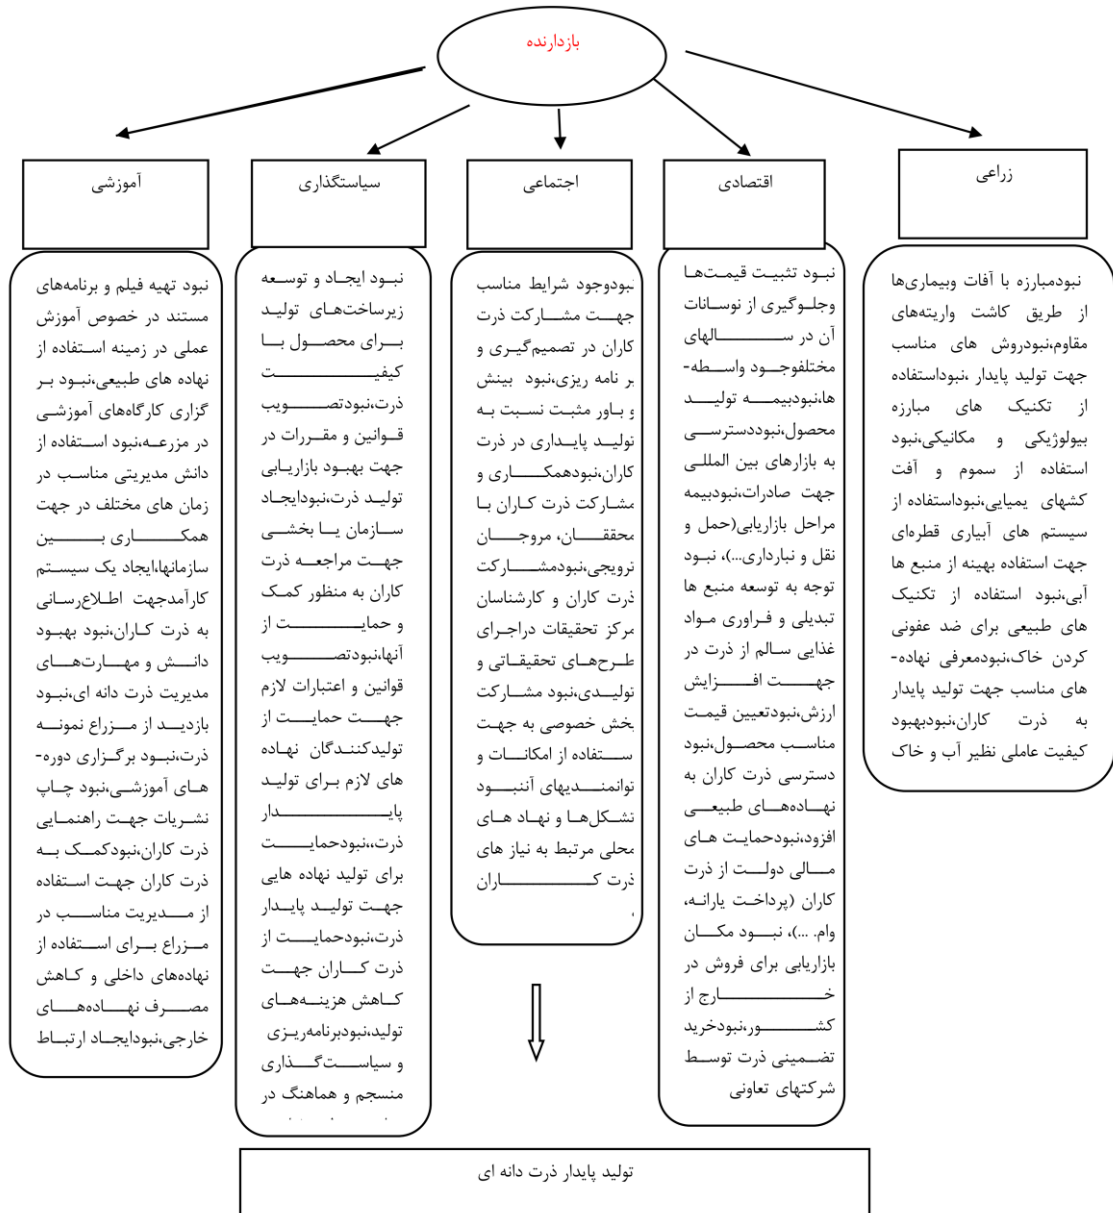 بازدارنده
زراعی
اقتصادی
اجتماعی
سیاستگذاری
آموزشی
نبودمبارزه با آفات وبیماری‌ها
از طریق کاشت واریته‌های
مقاوم،نبودروش های مناسب
جهت تولید پایدار ،نبوداستفاده
از تکنیک های مبارزه
بیولوژیکی و مکانیکی،نبود
استفاده از سموم و آفت
کشهای یمیایی،نبوداستفاده از
سیستم های آبیاری قطره‌ای
جهت استفاده بهینه از منبع ها
آبی،نبود استفاده از تکنیک
های طبیعی برای ضد عفونی
کردن خاک،نبودمعرفی نهاده-
های مناسب جهت تولید پایدار
به ذرت کاران،نبودبهبود
کیفیت عاملی نظیر آب و خاک
نبود تثبیت قیمت‌ها
وجلوگیری از نوسانات
آن در سالهای
مختلفوجود واسطه-
ها،نبودبیمه تولید
محصول،نبوددسترسی
به بازارهای بین المللی
جهت صادرات،نبودبیمه
مراحل بازاریابی(حمل و
نقل و نبارداری...)، نبود
توجه به توسعه منبع ها
تبدیلی و فراوری مواد
غذایی سالم از ذرت در
جهت افزایش
ارزش،نبودتعیین قیمت
مناسب محصول،نبود
دسترسی ذرت کاران به
نهاده‌های طبیعی
افزود،نبودحمایت های
مالی دولت از ذرت
کاران (پرداخت یارانه،
وام. ...)، نبود مکان
بازاریابی برای فروش در
خارج از
کشور،نبودخرید
تضمینی ذرت توسط
شرکتهای تعاونی
نبودوجود شرایط مناسب
جهت مشارکت ذرت
کاران در تصمیم‌گیری و
بر نامه ریزی،نبود بینش
و باور مثبت نسبت به
تولید پایداری در ذرت
کاران،نبودهمکاری و
مشارکت ذرت کاران با
محققان، مروجان
ترویجی،نبودمشارکت
ذرت کاران و کارشناسان
مرکز تحقیقات دراجرای
طرح‌های تحقیقاتی و
تولیدی،نبود مشارکت
بخش خصوصی به جهت
ستفاده از امکانات و
توانمندیهای آننبود
تشکل‌ها و نهاد های
محلی مرتبط به نیاز های
ذرت کاران
نبود ایجاد و توسعه
زیرساخت‌های تولید
برای محصول با
کیفیت
ذرت،نبودتصویب
قوانین و مقررات در
جهت بهبود بازاریابی
تولید ذرت،نبودایجاد
سازمان یا بخشی
جهت مراجعه ذرت
کاران به منظور کمک
و حمایت از
آنها،نبودتصویب
قوانین و اعتبارات لازم
جهت حمایت از
تولیدکنندگان نهاده
های لازم برای تولید
پایدار
ذرت،،نبودحمایت
برای تولید نهاده هایی
جهت تولید پایدار
ذرت،نبودحمایت از
ذرت کاران جهت
کاهش هزینه‌های
تولید،نبودبرنامه‌ریزی
و سیاست‌گذاری
منسجم و هماهنگ در
نبود تهیه فیلم و برنامه‌های
مستند در خصوص آموزش
عملی در زمینه استفاده از
نهاده های طبیعی،نبود بر
گزاری کارگاه‌های آموزشی
در مزرعه،نبود استفاده از
دانش مدیریتی مناسب در
زمان های مختلف در جهت
همکاری بین
سازمانها،ایجاد یک سیستم
کارآمدجهت اطلاع‌رسانی
به ذرت کاران،نبود بهبود
دانش و مهارت‌های
مدیریت ذرت دانه ای،نبود
بازدید از مزراع نمونه
ذرت،نبود برگزاری دوره-
های آموزشی،نبود چاپ
نشریات جهت راهنمایی
ذرت کاران،نبودکمک به
ذرت کاران جهت استفاده
از مدیریت مناسب در
مزراع برای استفاده از
نهاده‌های داخلی و کاهش
مصرف نهاده‌های
خارجی،نبودایجاد ارتباط
تولید پایدار ذرت دانه ای